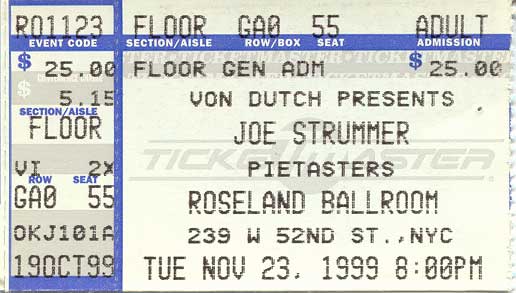 RO1123 FLOOR GA0 55 ADULT
EVENT CODE SECTION/AISLE ROW/BOX SEAT ADMISSION
$ 25.00 FLOOR GEN ADM $ 25.00
5.15 VON DUTCH PRESENTS
SECTION/AISLE
FLOOR JOE STRUMMER
TICKETMASTER
VI 2X PIETASTERS
ROW SEAT
GA0 55 ROSELAND BALLROOM
OKJ101A 239 W 52ND ST.,NYC
19OCT99 TUE NOV 23, 1999 8:00PM